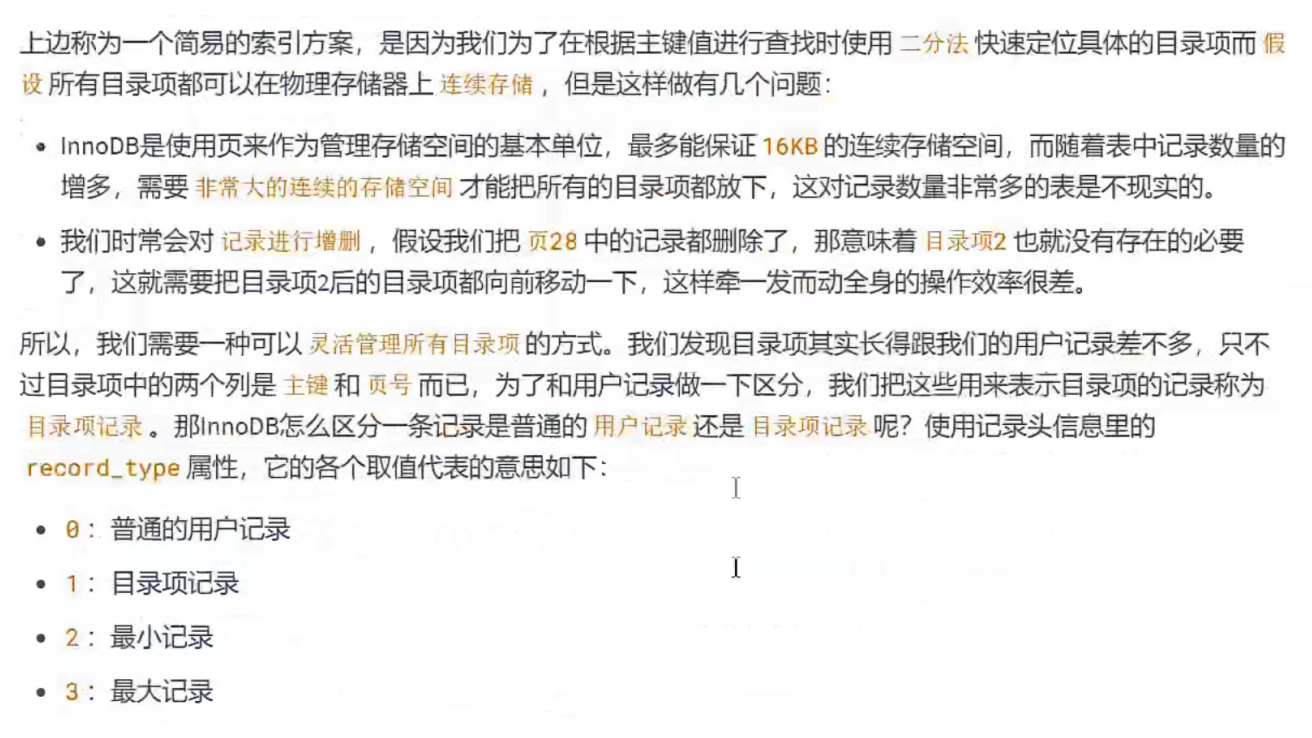 上边称为一个简易的索引方案，是因为我们为了在根据主键值进行查找时使用 二分法 快速定位具体的目录项而 假
设 所有目录项都可以在物理存储器上 连续存储 ，但是这样做有几个问题：
• InnoDB是使用页来作为管理存储空间的基本单位，最多能保证 16KB 的连续存储空间，而随着表中记录数量的
增多，需要 非常大的连续的存储空间 才能把所有的目录项都放下，这对记录数量非常多的表是不现实的。
• 我们时常会对 记录进行增删 ，假设我们把 页28 中的记录都删除了，那意味着 目录项2 也就没有存在的必要
了，这就需要把目录项2后的目录项都向前移动一下，这样牵一发而动全身的操作效率很差。
所以，我们需要一种可以 灵活管理所有目录项 的方式。我们发现目录项其实长得跟我们的用户记录差不多，只不
过目录项中的两个列是 主键 和 页号 而已，为了和用户记录做一下区分，我们把这些用来表示目录项的记录称为
目录项记录 。那InnoDB怎么区分一条记录是普通的 用户记录 还是 目录项记录 呢？使用记录头信息里的
record_type 属性，它的各个取值代表的意思如下：
• 0 ：普通的用户记录
• 1 ：目录项记录
• 2 ：最小记录
• 3 ：最大记录